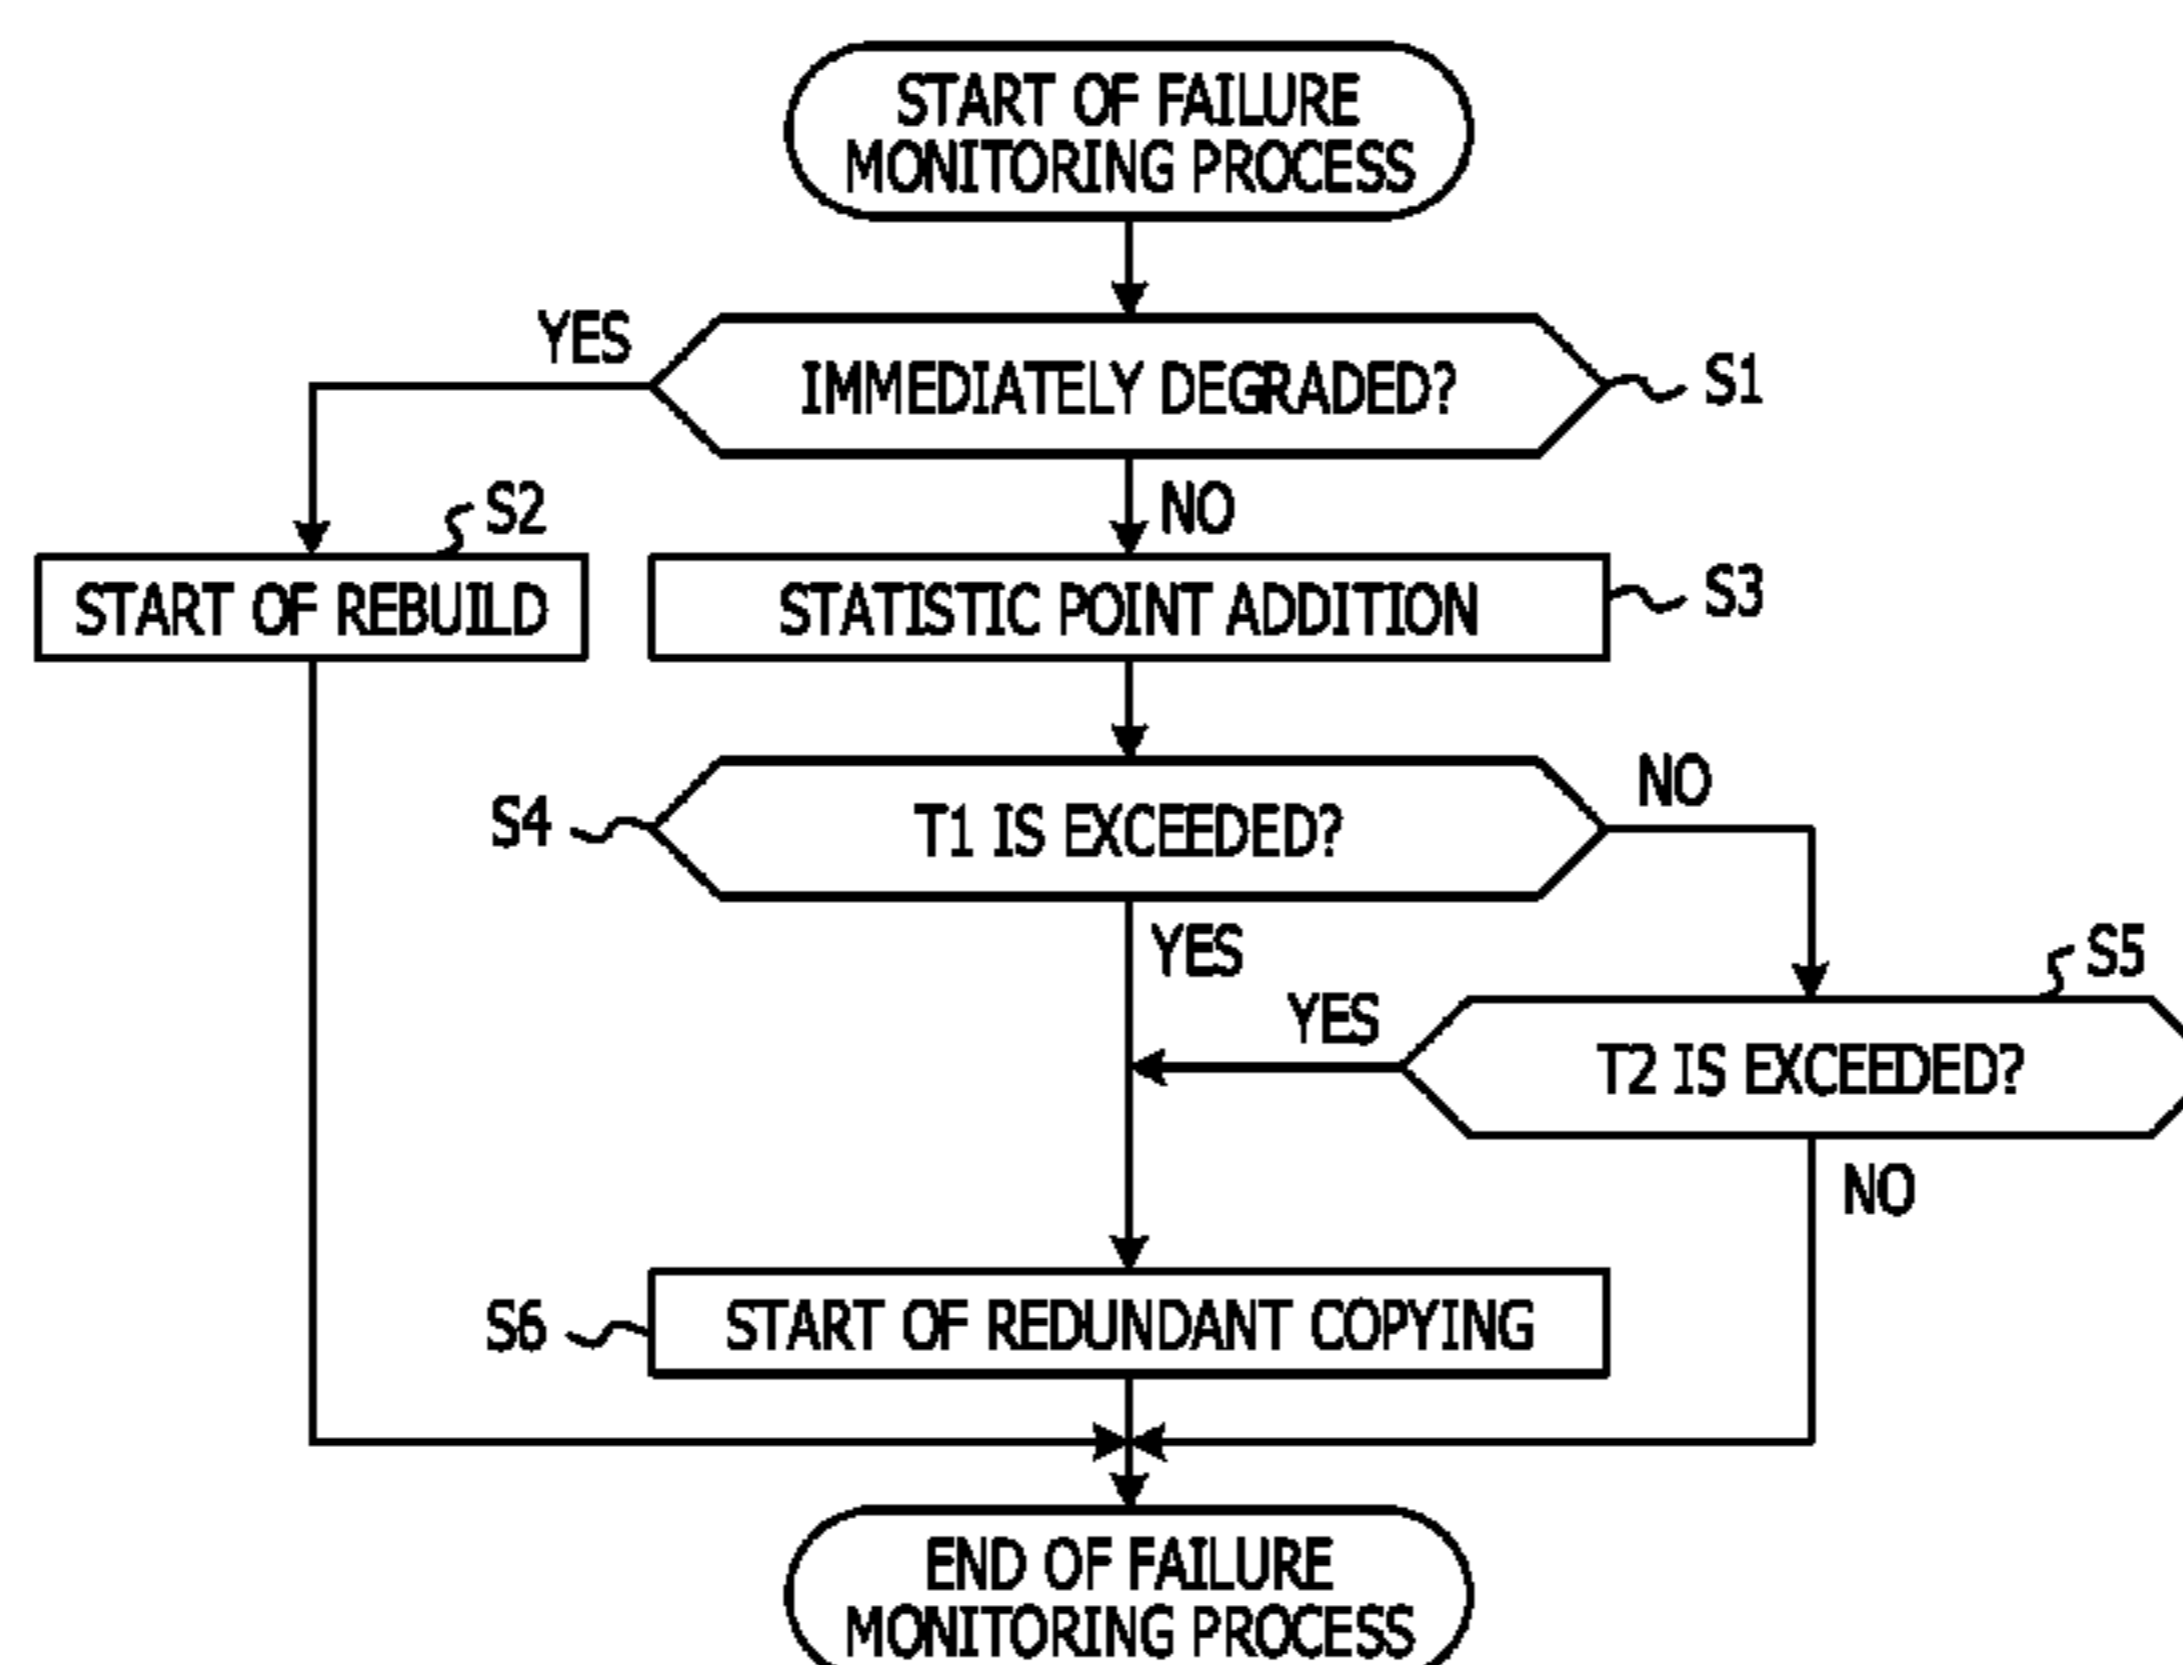 START OF FAILURE
MONITORING PROCESS
YES
IMMEDIATELY DEGRADED?
S1
S2
NO
START OF REBUILD
STATISTIC POINT ADDITION
S3
S4
T1 IS EXCEEDED?
NO
YES
S5
YES
T2 IS EXCEEDED?
NO
S6
START OF REDUNDANT COPYING
END OF FAILURE
MONITORING PROCESS